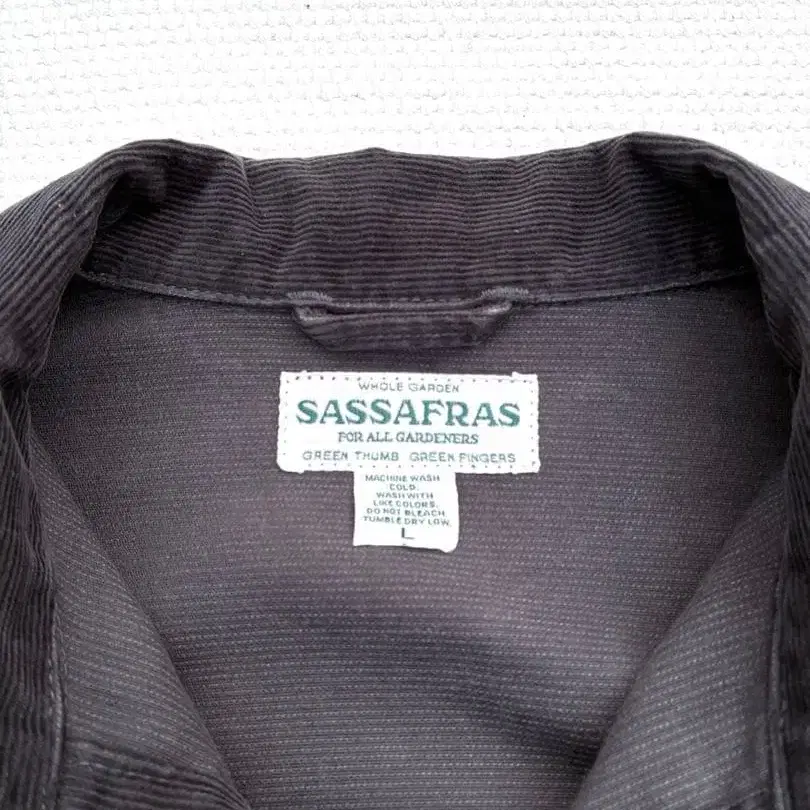 WHOLE GARDEN
SASSAFRAS
FOR ALL GARDENERS
GREEN THUMB GREEN FINGERS
MACHINE WASH
COLD.
WASH WITH
LIKE COLORS.
DO NOT BLEACH.
TUMBLE DRY LOW.
L